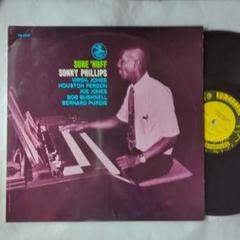 SURE 'NUFF
SONNY PHILLIPS
VIRGIL JONES
HOUSTON PERSON
JOE JONES
BOB BUSHNELL
BERNARD PURDIE